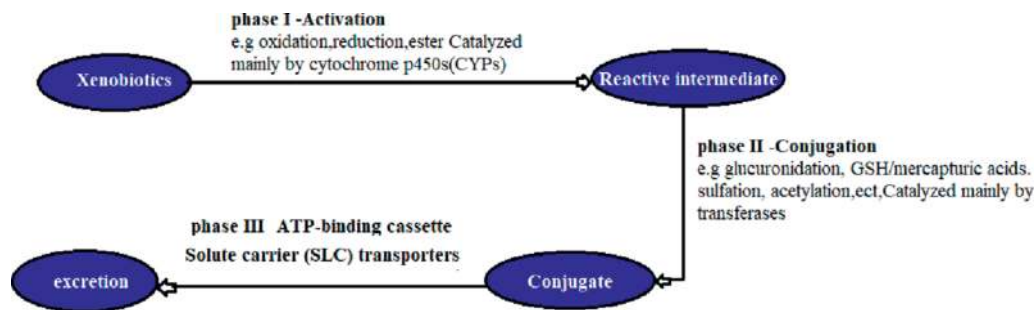 phase I -Activation
e.g oxidation,reduction,ester Catalyzed
mainly by cytochrome p450s(CYPs)
Xenobiotics
Reactive intermediate
phase II -Conjugation
e.g glucuronidation, GSH/mercapturic acids.
sulfation, acetylation,ect,Catalyzed mainly by
transferases
phase III ATP-binding cassette
Solute carrier (SLC) transporters
excretion
Conjugate